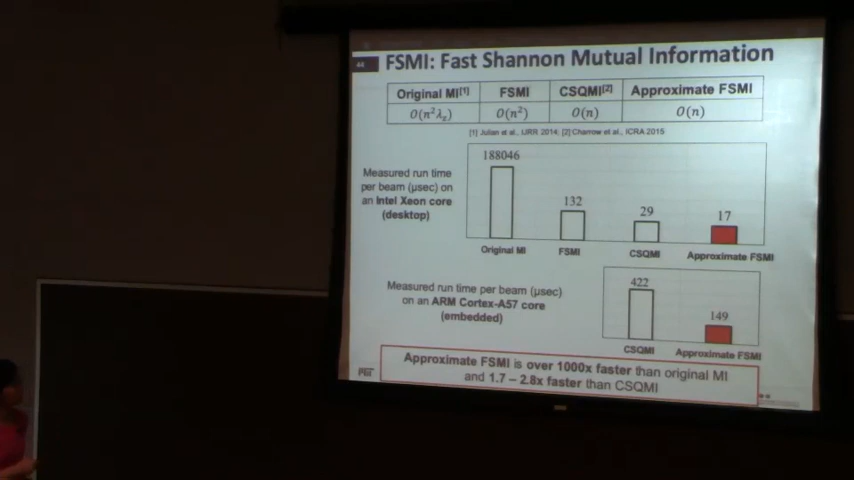 44
FSMI: Fast Shannon Mutual Information
Original MI[1] FSMI CSQMI[2] Approximate FSMI
O(n²λz) O(n²) O(n) O(n)
[1] Julian et al., IJRR 2014; [2] Charrow et al., ICRA 2015
Measured run time
per beam (μsec) on
an Intel Xeon core
(desktop)
188046
132
29
17
Original MI FSMI CSQMI Approximate FSMI
Measured run time per beam (μsec)
on an ARM Cortex-A57 core
(embedded)
422
149
CSQMI Approximate FSMI
Approximate FSMI is over 1000x faster than original MI
and 1.7 – 2.8x faster than CSQMI
MIT